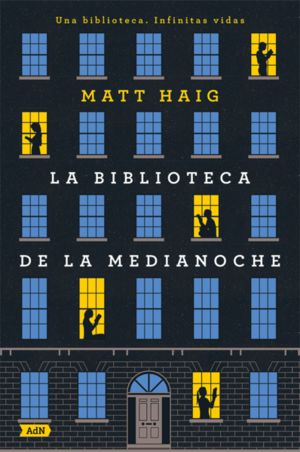 Una biblioteca. Infinitas vidas
MATT HAIG
LA BIBLIOTECA
DE LA MEDIANOCHE
AdN